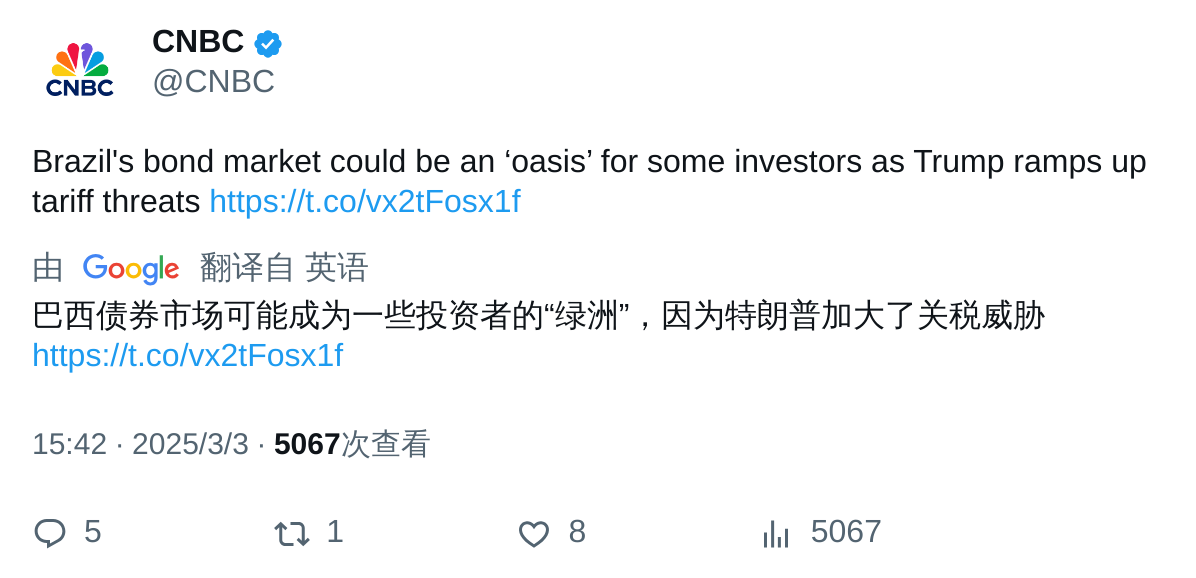 CNBC
CNBC
@CNBC
Brazil's bond market could be an ‘oasis’ for some investors as Trump ramps up
tariff threats https://t.co/vx2tFosx1f
由 Google 翻译自 英语
巴西债券市场可能成为一些投资者的“绿洲”，因为特朗普加大了关税威胁
https://t.co/vx2tFosx1f
15:42 · 2025/3/3 · 5067次查看
5 1 8 5067